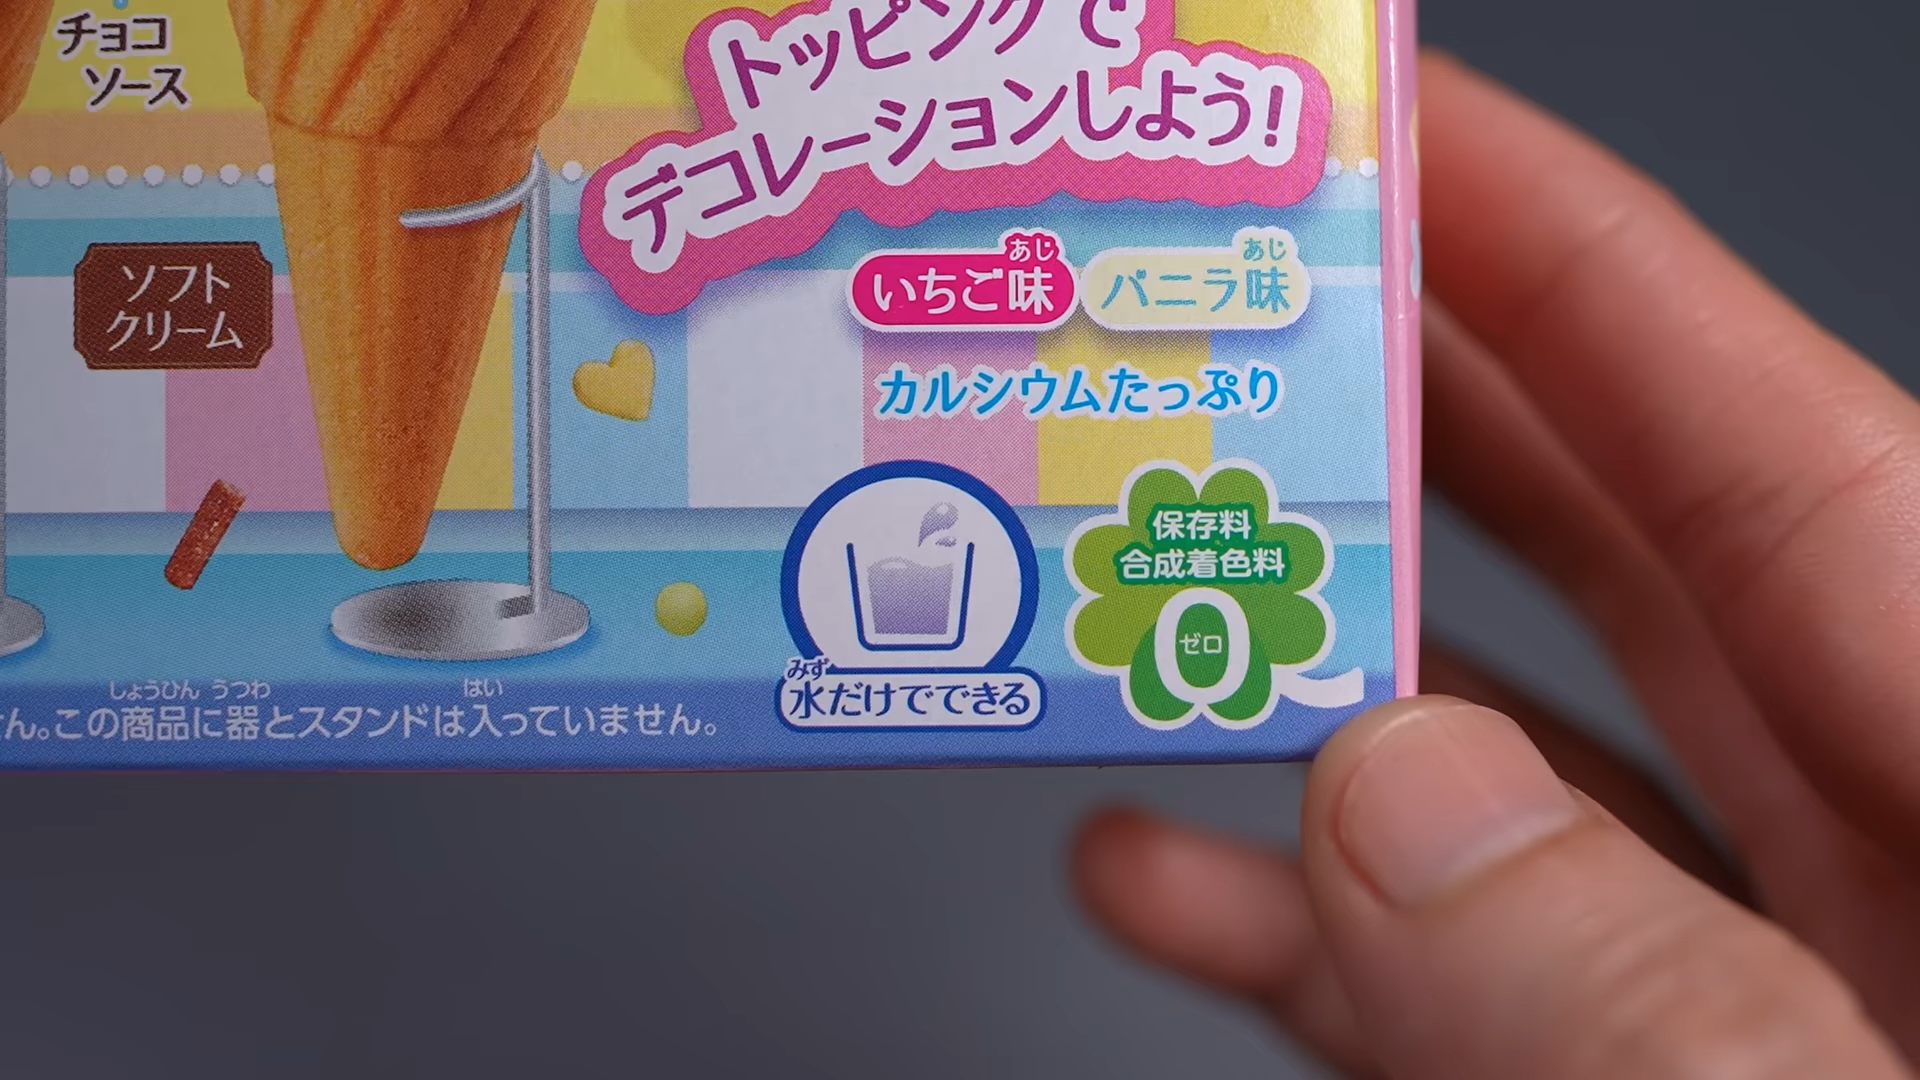 チョコ
ソース
トッピングで
デコレーションしよう!
ソフト
クリーム
あじ
いちご味
あじ
バニラ味
カルシウムたっぷり
保存料
合成着色料
0
ゼロ
みず
水だけでできる
しょうひん うつわ はい
ん。この商品に器とスタンドは入っていません。